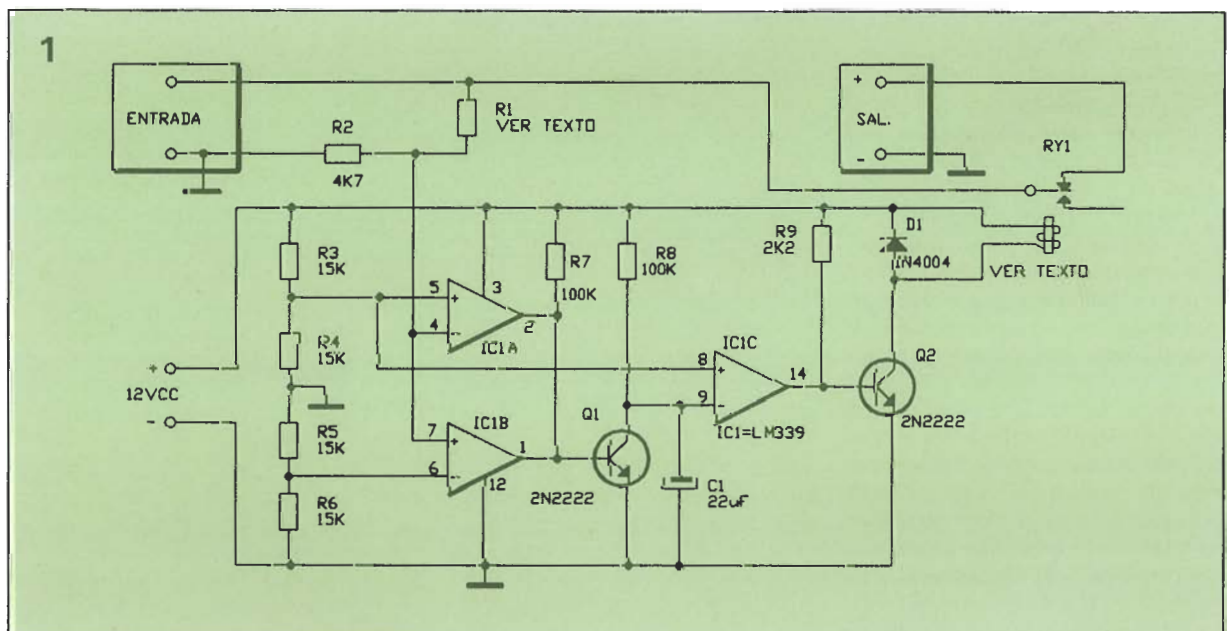 1
ENTRADA
R2
4K7
R1
VER TEXTO
+
SAL.
-
RY1
R3
15K
R4
15K
+
12VCC
-
R5
15K
R6
15K
5
+
3
4
-
2
IC1A
R7
100K
R8
100K
R9
2K2
D1
1N4004
VER TEXTO
IC1B
7
+
1
6
-
12
Q1
2N2222
IC1C
8
+
14
9
-
IC1=LM339
C1
22uF
Q2
2N2222